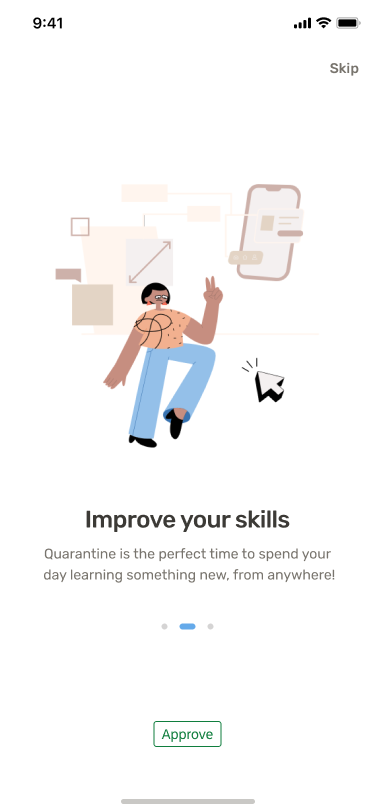 9:41
Skip
Improve your skills
Quarantine is the perfect time to spend your
day learning something new, from anywhere!
Approve